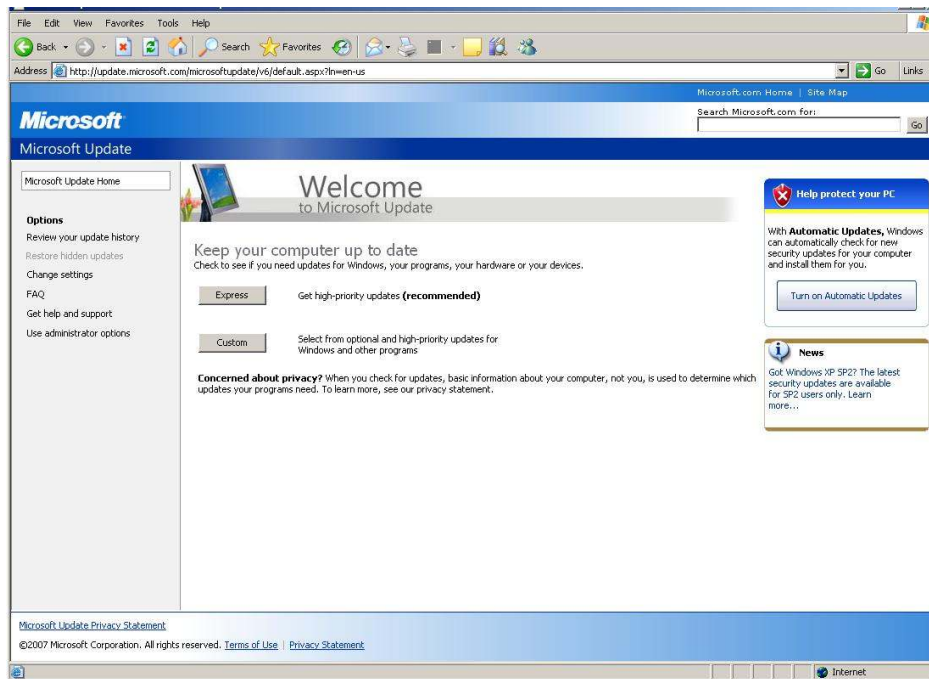 File Edit View Favorites Tools Help
Back Search Favorites
Address http://update.microsoft.com/microsoftupdate/v6/default.aspx?ln=en-us Go Links
Microsoft.com Home | Site Map
Microsoft
Search Microsoft.com for:
Go
Microsoft Update
Microsoft Update Home
Options
Review your update history
Restore hidden updates
Change settings
FAQ
Get help and support
Use administrator options
Welcome
to Microsoft Update
Keep your computer up to date
Check to see if you need updates for Windows, your programs, your hardware or your devices.
Express Get high-priority updates (recommended)
Custom Select from optional and high-priority updates for
Windows and other programs
Concerned about privacy? When you check for updates, basic information about your computer, not you, is used to determine which
updates your programs need. To learn more, see our privacy statement.
Help protect your PC
With Automatic Updates, Windows
can automatically check for new
security updates for your computer
and install them for you.
Turn on Automatic Updates
News
Got Windows XP SP2? The latest
security updates are available
for SP2 users only. Learn
more...
Microsoft Update Privacy Statement
©2007 Microsoft Corporation. All rights reserved. Terms of Use | Privacy Statement
Internet